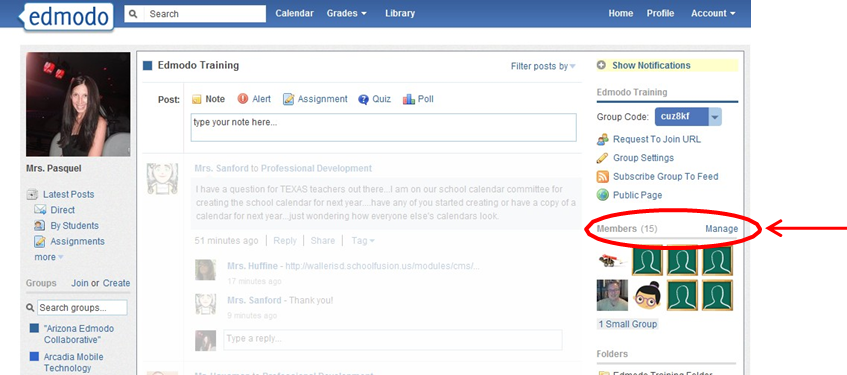 edmodo
Search
Calendar
Grades
Library
Home
Profile
Account
Mrs. Pasquel
Latest Posts
Direct
By Students
Assignments
more
Groups Join or Create
Search groups...
"Arizona Edmodo
Collaborative"
Arcadia Mobile
Technology
Edmodo Training
Filter posts by
Post: Note Alert Assignment Quiz Poll
type your note here...
Mrs. Sanford to Professional Development
I have a question for TEXAS teachers out there...i am on our school calendar committee for
creating the school calendar for next year...have any of you started creating or have a copy of a
calendar for next year...just wondering how everyone else's calendars look.
51 minutes ago | Reply | Share | Tag
Mrs. Huffine - http://wallerisd.schoolfusion.us/modules/cms/...
17 minutes ago
Mrs. Sanford - Thank you!
9 minutes ago
Type a reply...
to Professional Development
Show Notifications
Edmodo Training
Group Code: cuz8kf
Request To Join URL
Group Settings
Subscribe Group To Feed
Public Page
Members (15) Manage
1 Small Group
Folders
Edmodo Training Folder